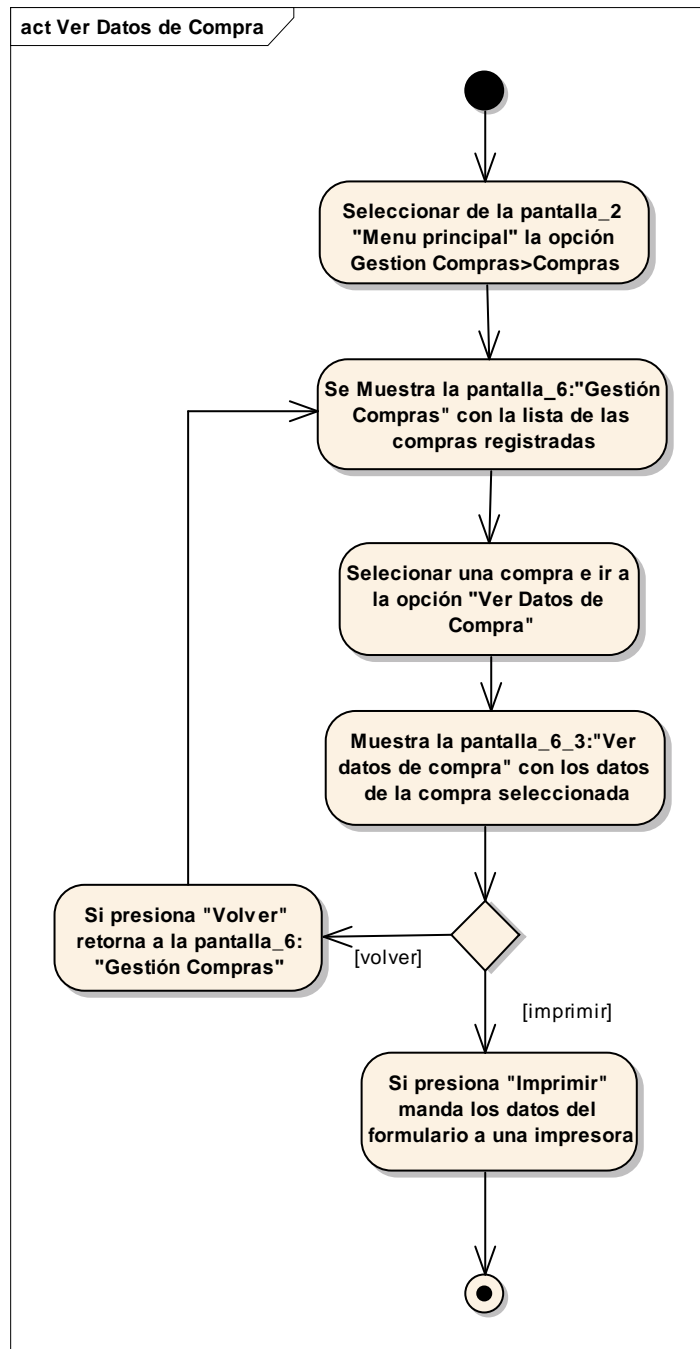 act Ver Datos de Compra
Seleccionar de la pantalla_2
"Menu principal" la opción
Gestion Compras>Compras
Se Muestra la pantalla_6:"Gestión
Compras" con la lista de las
compras registradas
Selecionar una compra e ir a
la opción "Ver Datos de
Compra"
Muestra la pantalla_6_3:"Ver
datos de compra" con los datos
de la compra seleccionada
Si presiona "Volver"
retorna a la pantalla_6:
"Gestión Compras"
[volver]
[imprimir]
Si presiona "Imprimir"
manda los datos del
formulario a una impresora